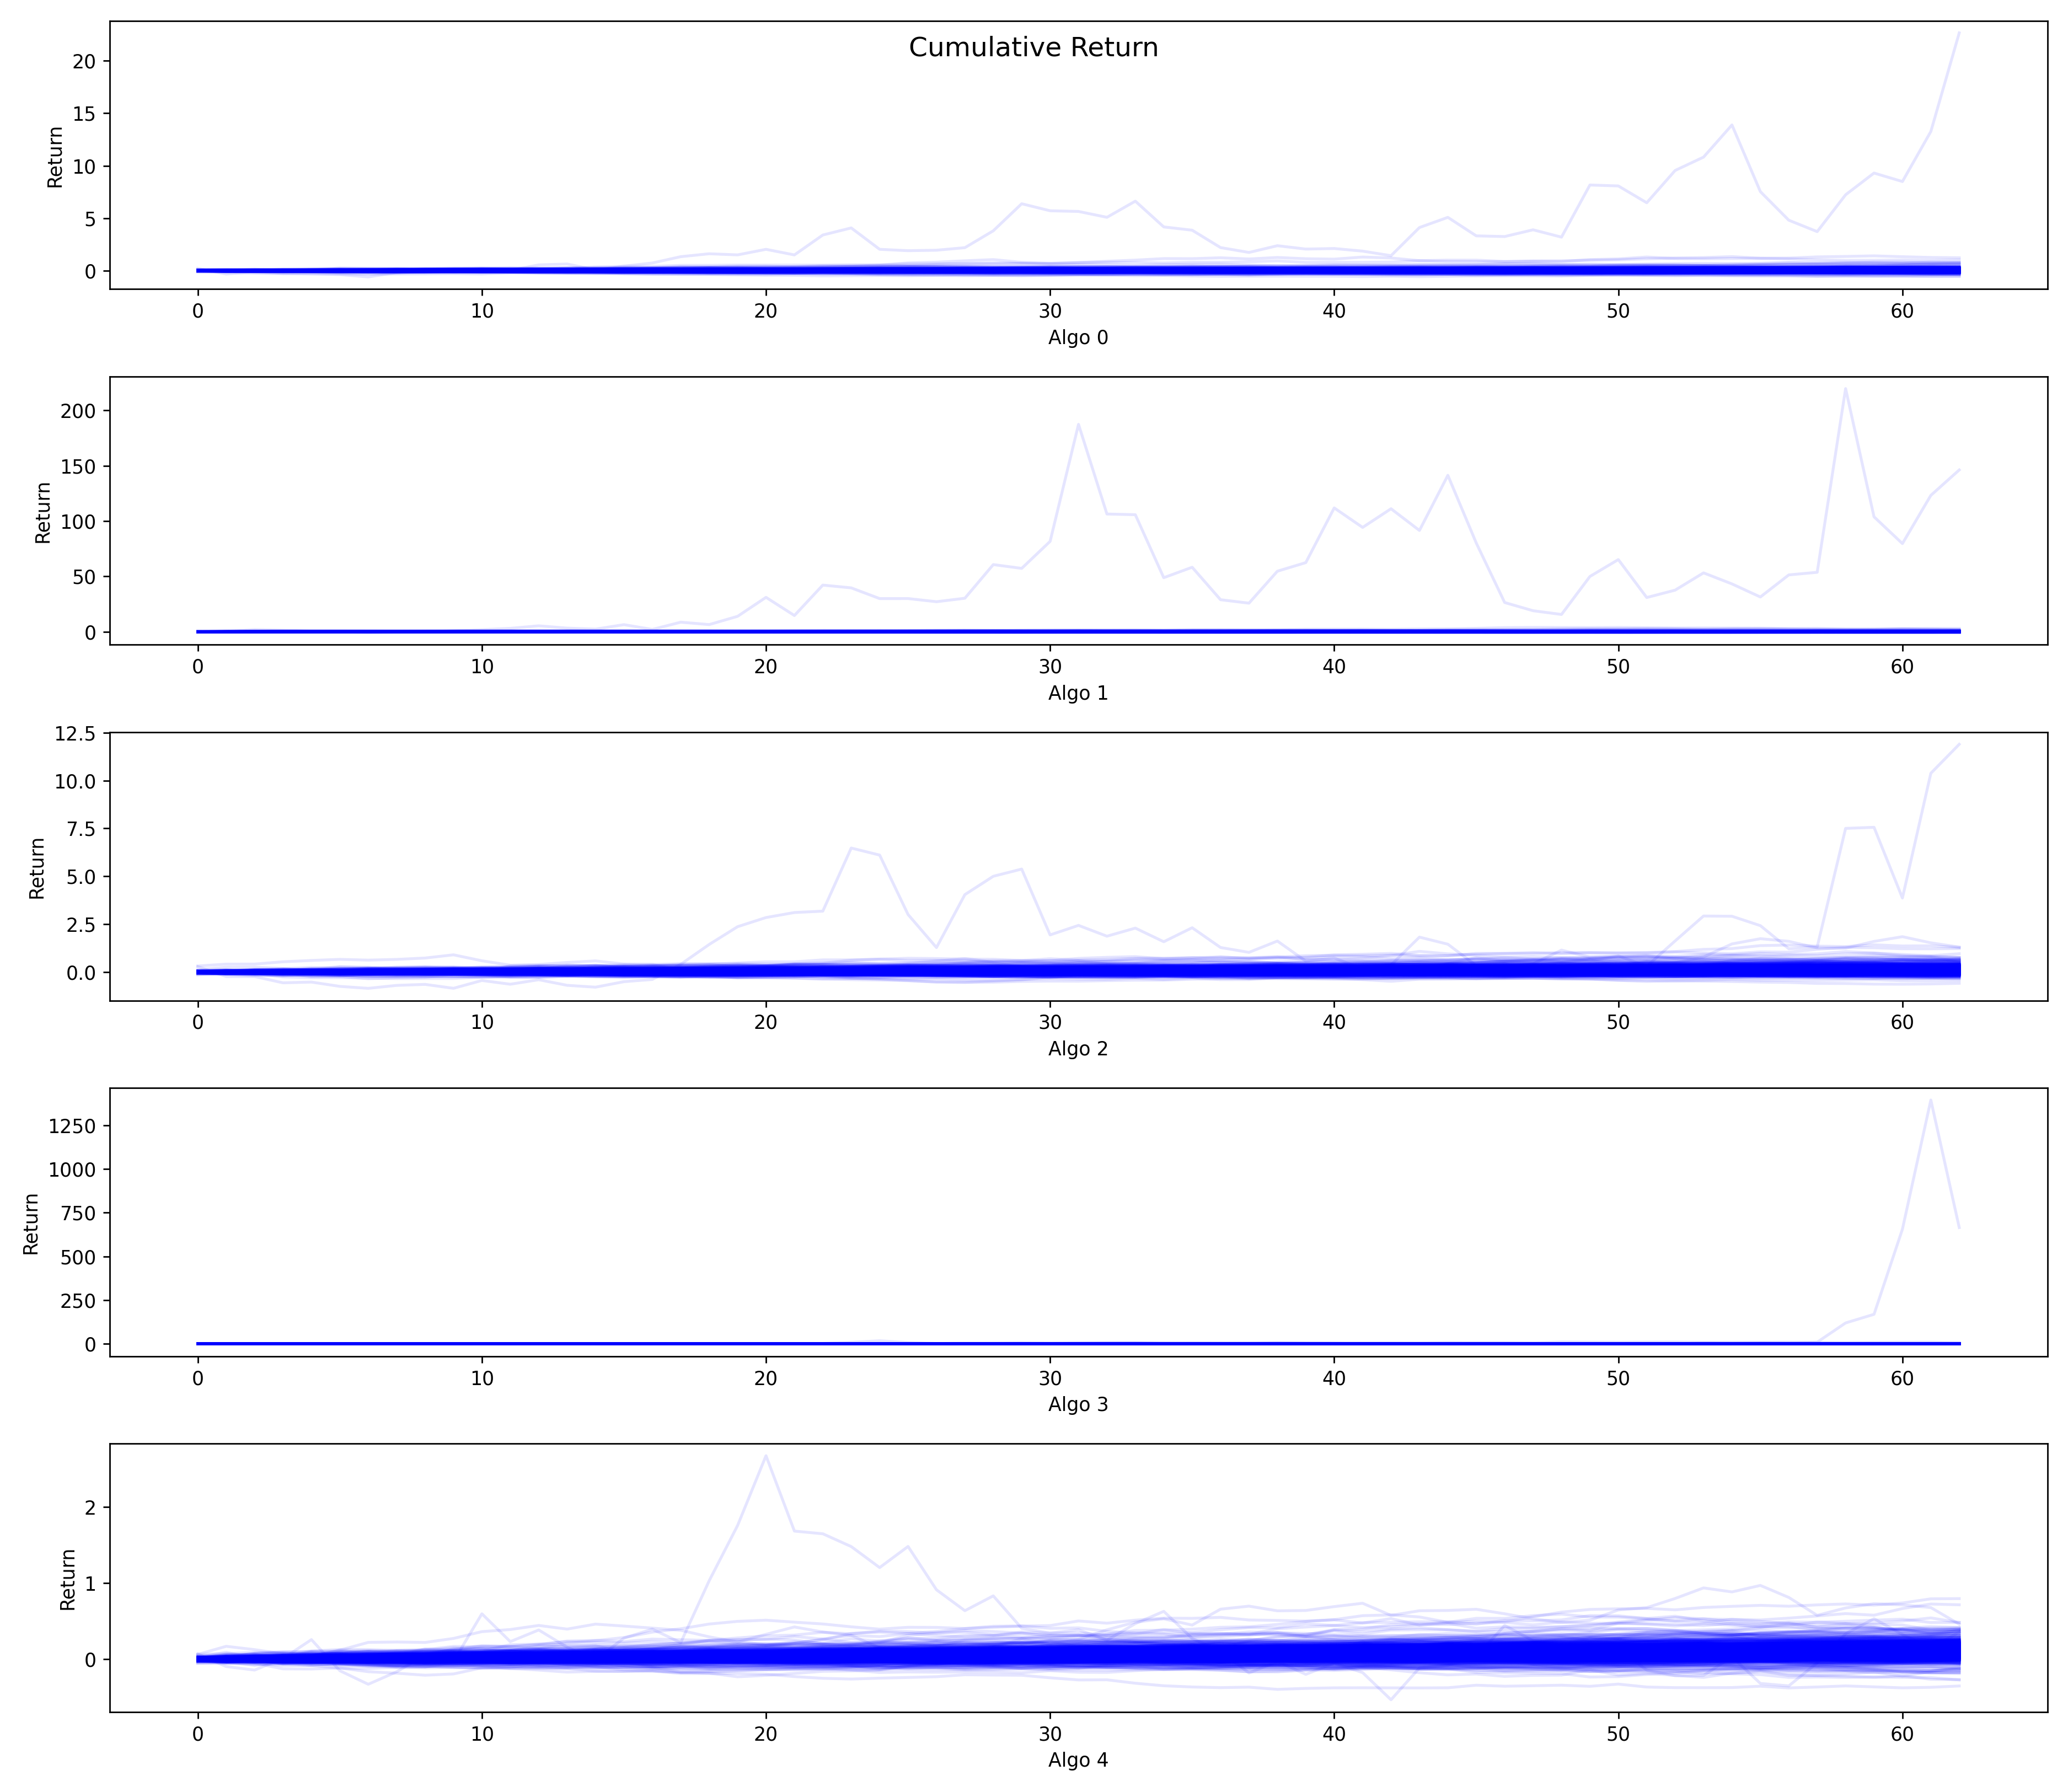 Cumulative Return
20
15
10
5
0
Return
0 10 20 30 40 50 60
Algo 0
200
150
100
50
0
Return
0 10 20 30 40 50 60
Algo 1
12.5
10.0
7.5
5.0
2.5
0.0
Return
0 10 20 30 40 50 60
Algo 2
1250
1000
750
500
250
0
Return
0 10 20 30 40 50 60
Algo 3
2
1
0
Return
0 10 20 30 40 50 60
Algo 4